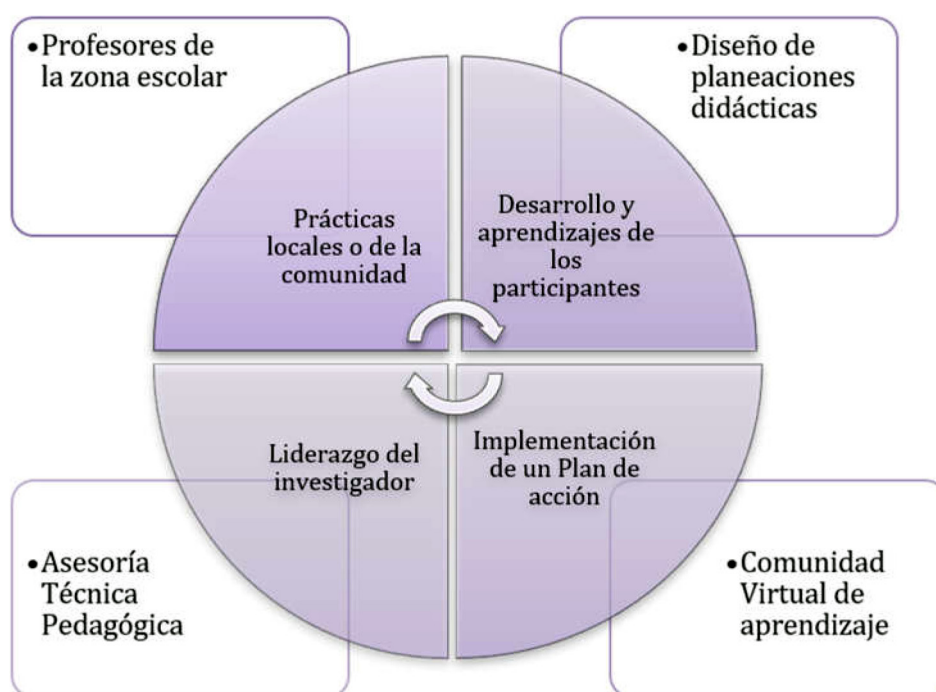 •Profesores de
la zona escolar
•Diseño de
planeaciones
didácticas
Prácticas
locales o de la
comunidad
Desarrollo y
aprendizajes de
los
participantes
Liderazgo del
investigador
Implementación
de un Plan de
acción
•Asesoría
Técnica
Pedagógica
•Comunidad
Virtual de
aprendizaje